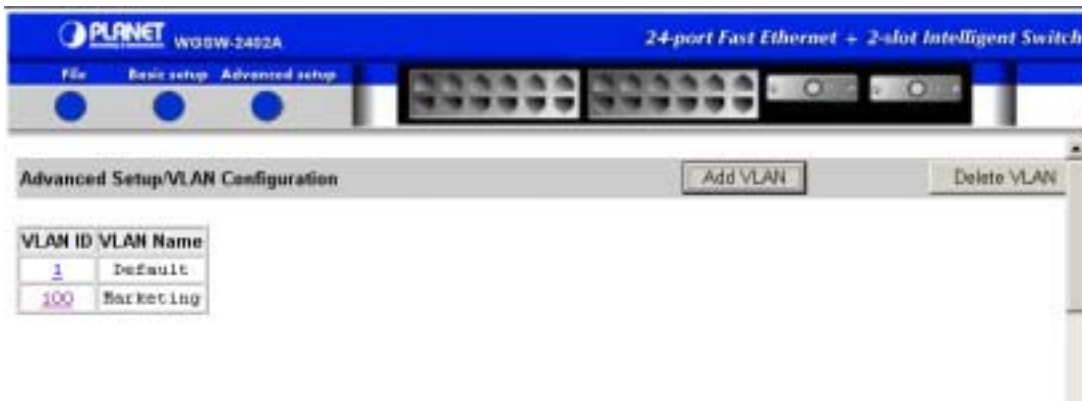 PLANET WGSW-2402A
24-port Fast Ethernet + 2-slot Intelligent Switch
File Basic setup Advanced setup
Advanced Setup/VLAN Configuration Add VLAN Delete VLAN
VLAN ID VLAN Name
1 Default
100 Marketing